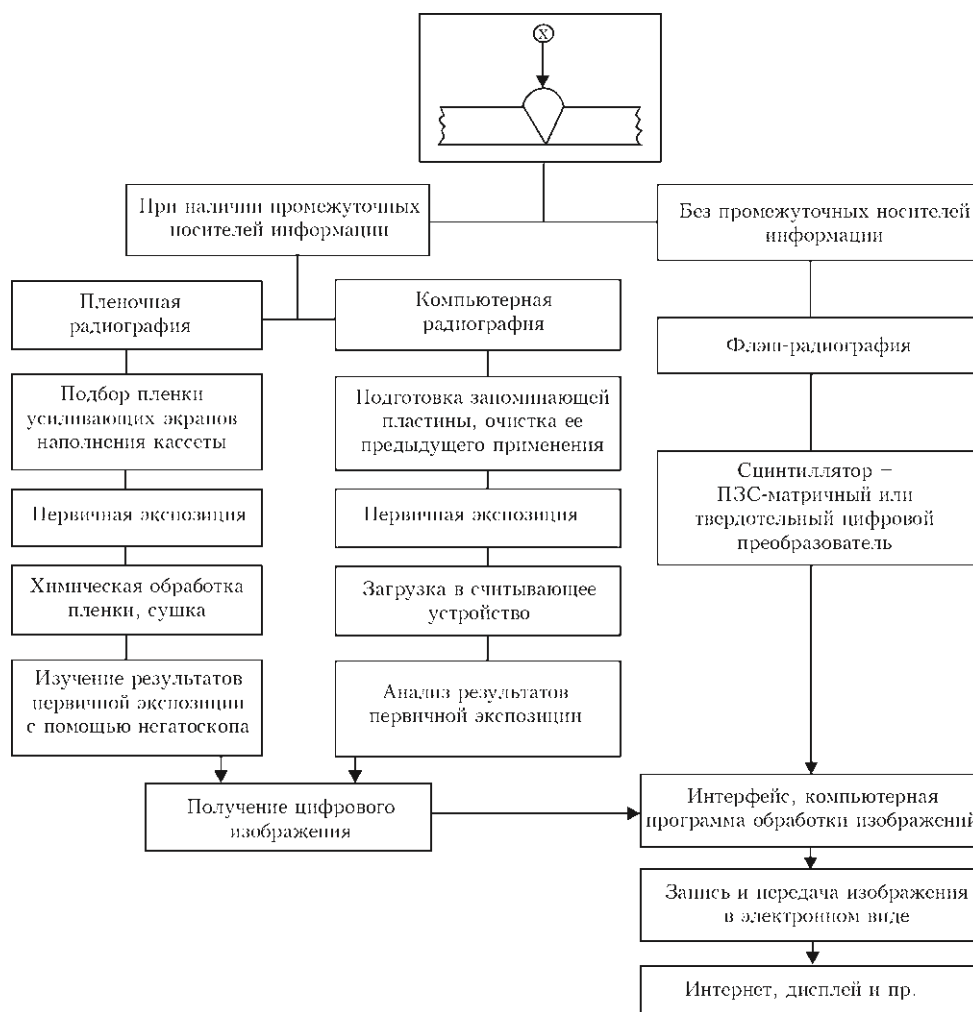 X
При наличии промежуточных
носителей информации
Без промежуточных носителей
информации
Пленочная
радиография
Компьютерная
радиография
Флэш-радиография
Подбор пленки
усиливающих экранов
наполнения кассеты
Подготовка запоминающей
пластины, очистка ее
предыдущего применения
Сцинтиллятор –
ПЗС-матричный или
твердотельный цифровой
преобразователь
Первичная экспозиция
Первичная экспозиция
Химическая обработка
пленки, сушка
Загрузка в считывающее
устройство
Изучение результатов
первичной экспозиции
с помощью негатоскопа
Анализ результатов
первичной экспозиции
Получение цифрового
изображения
Интерфейс, компьютерная
программа обработки изображений
Запись и передача изображения
в электронном виде
Интернет, дисплей и пр.